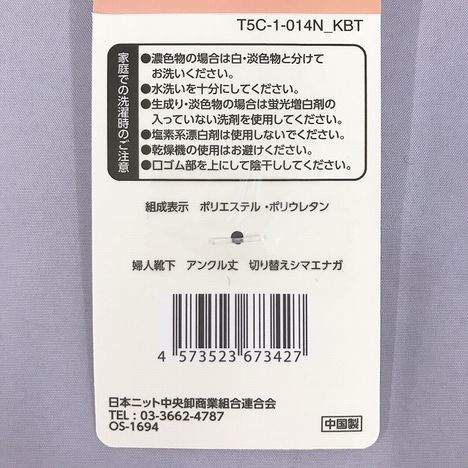 T5C-1-014N_KBT
家庭での洗濯時のご注意
●濃色物の場合は白・淡色物と分けて
お洗いください。
●水洗いを十分にしてください。
●生成り・淡色物の場合は蛍光増白剤の
入っていない洗剤を使用してください。
●塩素系漂白剤は使用しないでください。
●乾燥機の使用はお避けください。
●口ゴム部を上にして陰干ししてください。
組成表示 ポリエステル・ポリウレタン
婦人靴下 アンクル丈 切り替えシマエナガ
4 573523 673427
日本ニット中央卸商業組合連合会
TEL : 03-3662-4787
OS-1694
中国製